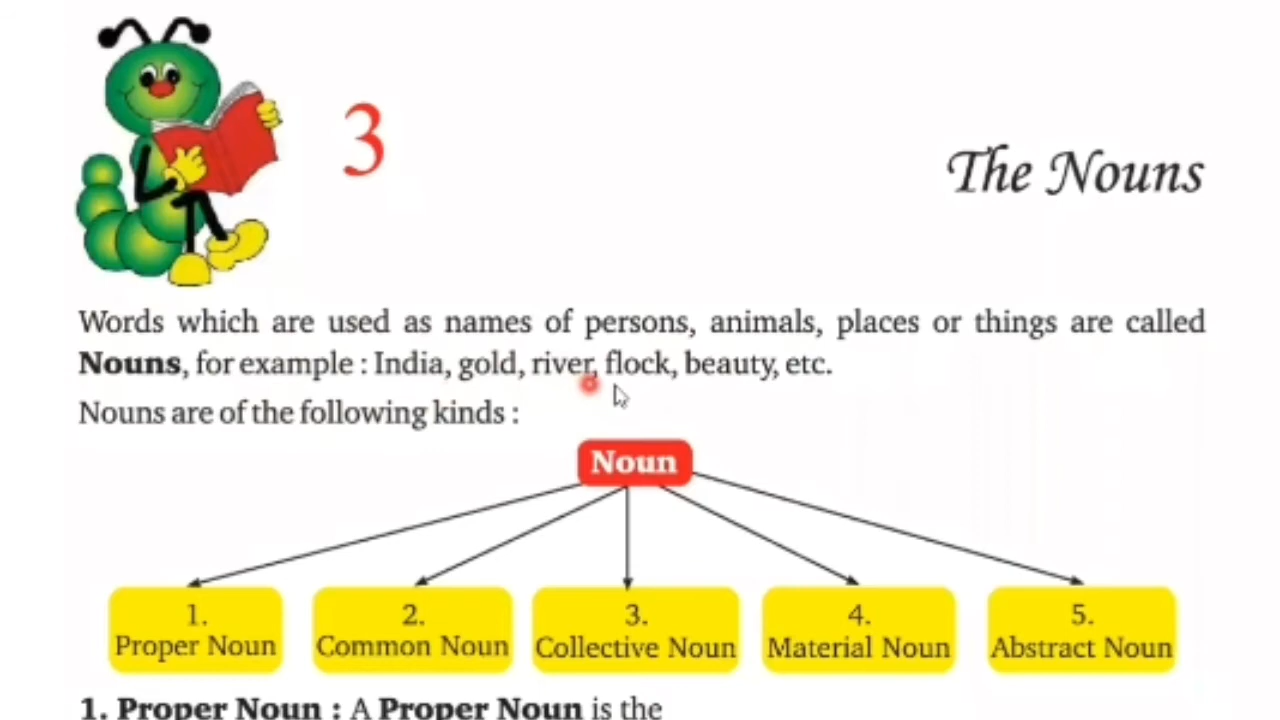 3
The Nouns
Words which are used as names of persons, animals, places or things are called
Nouns, for example : India, gold, river, flock, beauty, etc.
Nouns are of the following kinds :
Noun
1.
Proper Noun
2.
Common Noun
3.
Collective Noun
4.
Material Noun
5.
Abstract Noun
1. Proper Noun : A Proper Noun is the